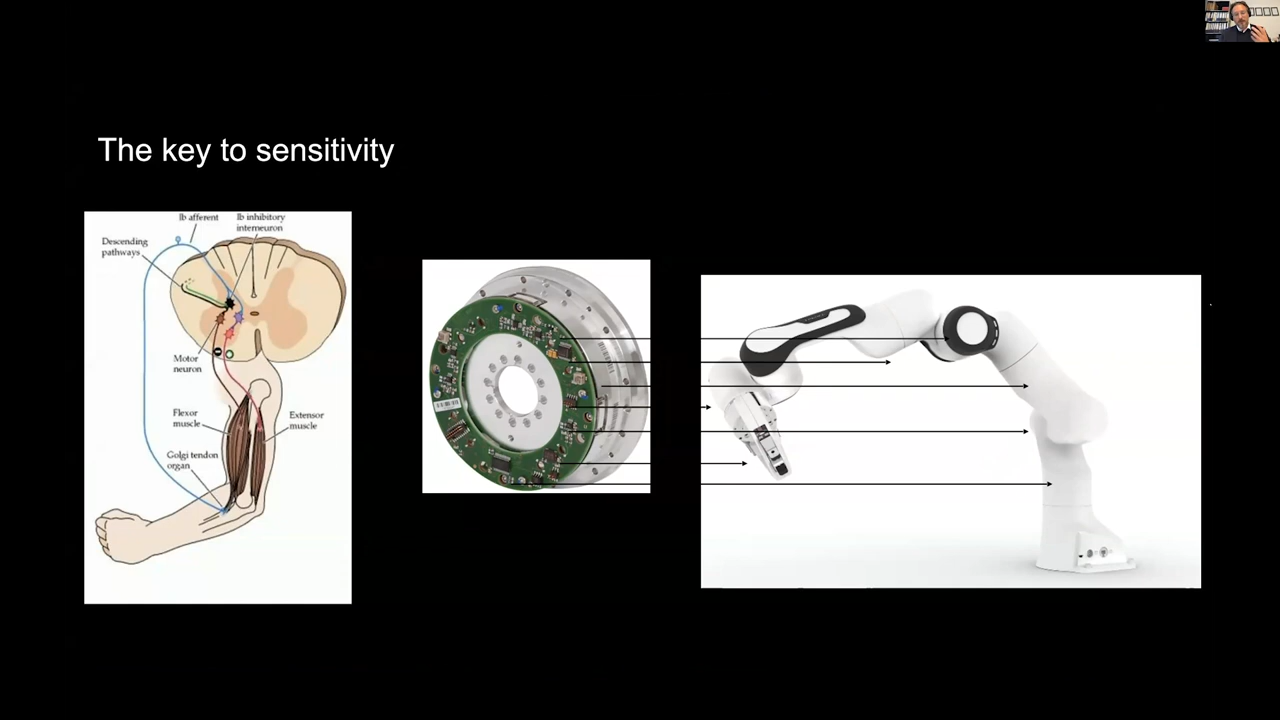 The key to sensitivity
Ib afferent
Ib inhibitory
interneuron
Descending
pathways
Motor
neuron
Flexor
muscle
Extensor
muscle
Golgi tendon
organ